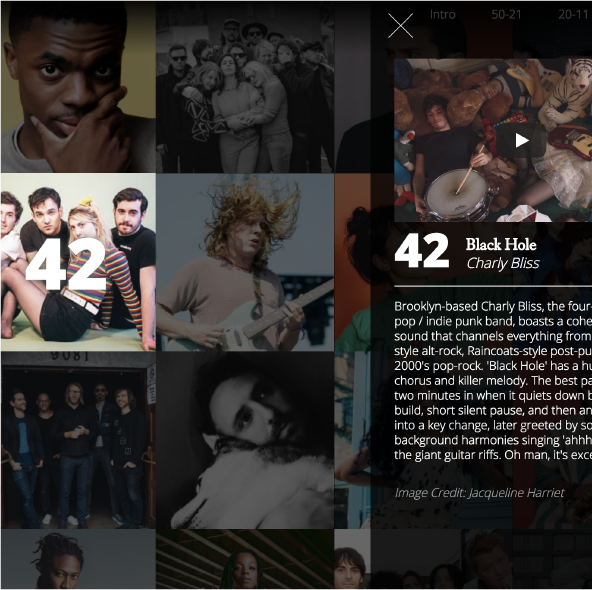 Intro 50-21 20-11
9081
42
42 Black Hole
Charly Bliss
Brooklyn-based Charly Bliss, the four-
pop / indie punk band, boasts a cohe
sound that channels everything from
style alt-rock, Raincoats-style post-pu
2000's pop-rock. 'Black Hole' has a hu
chorus and killer melody. The best pa
two minutes in when it quiets down b
build, short silent pause, and then an
into a key change, later greeted by so
background harmonies singing 'ahhh
the giant guitar riffs. Oh man, it's exce
Image Credit: Jacqueline Harriet